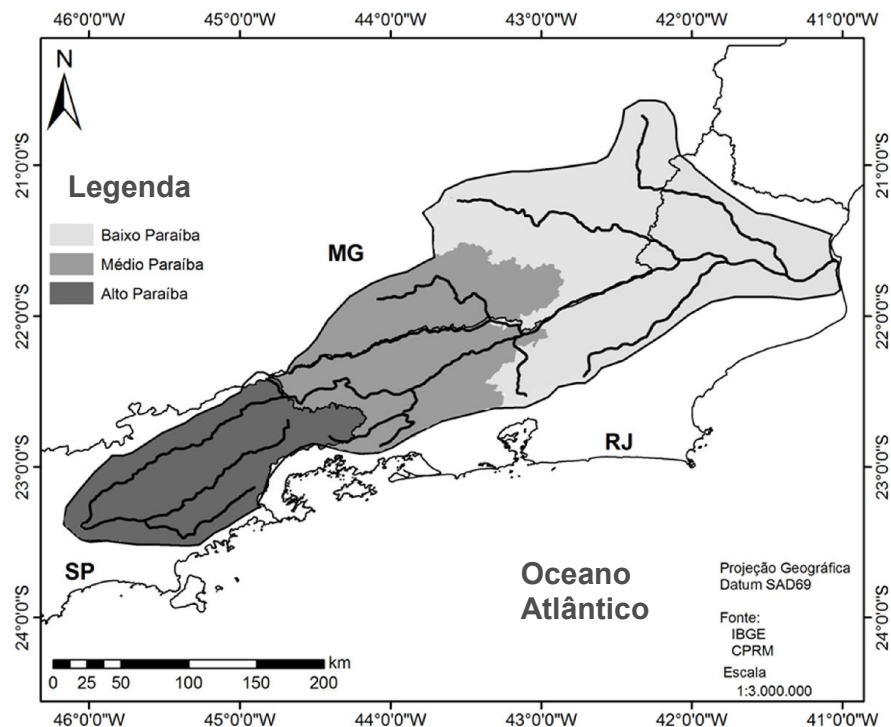 46°0'0"W 45°0'0"W 44°0'0"W 43°0'0"W 42°0'0"W 41°0'0"W
N
21°0'0"S
21°0'0"S
Legenda
Baixo Paraíba
Médio Paraíba
Alto Paraíba
MG
22°0'0"S
22°0'0"S
RJ
23°0'0"S
23°0'0"S
SP
Oceano
Atlântico
Projeção Geográfica
Datum SAD69
Fonte:
IBGE
CPRM
Escala
1:3.000.000
24°0'0"S
24°0'0"S
km
0 25 50 100 150 200
46°0'0"W 45°0'0"W 44°0'0"W 43°0'0"W 42°0'0"W 41°0'0"W